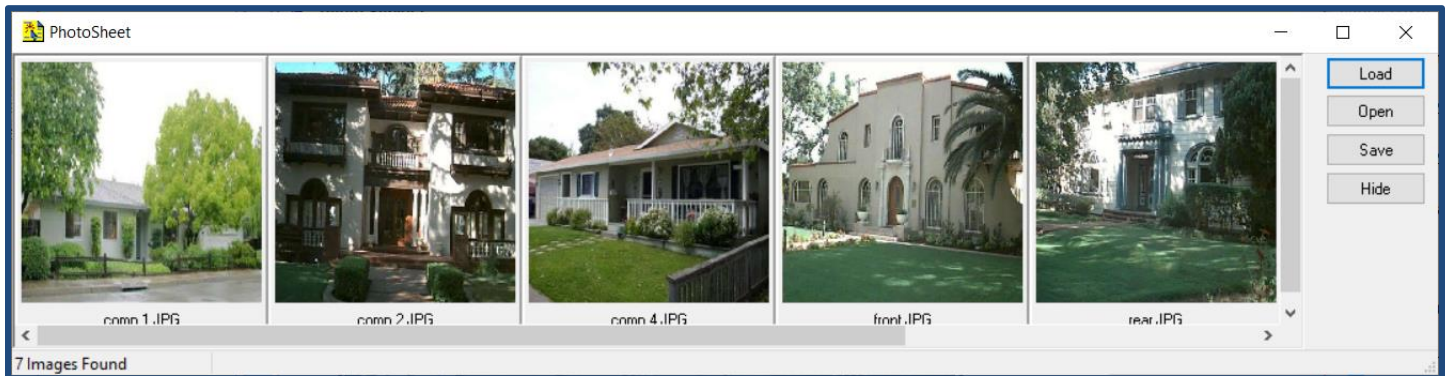 PhotoSheet
Load
Open
Save
Hide
comp 1.JPG
comp 2.JPG
comp 4.JPG
front.JPG
rear.JPG
7 Images Found